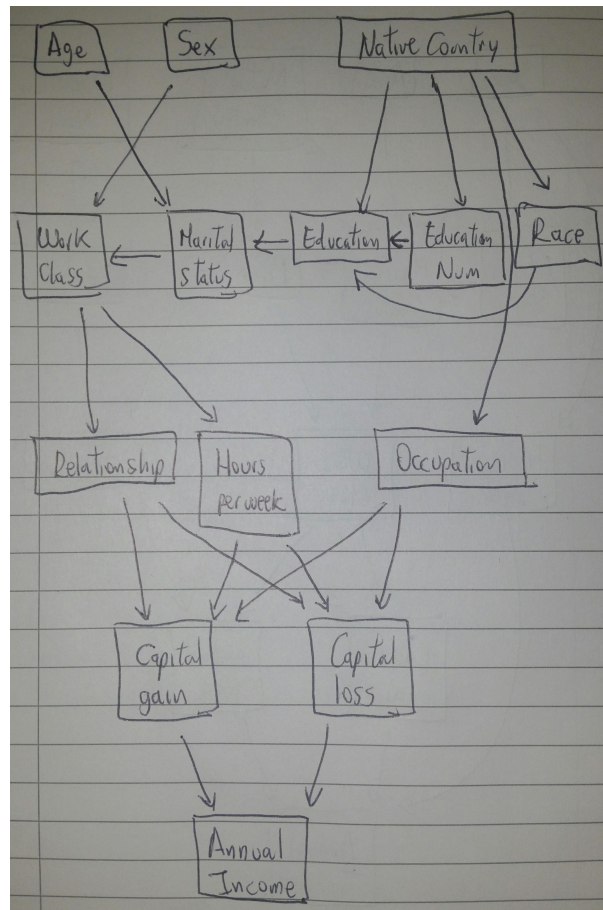 Age
Sex
Native Country
Work
Class
Marital
status
Education
Education
Num
Race
Relationship
Hours
per week
Occupation
Capital
gain
Capital
loss
Annual
Income